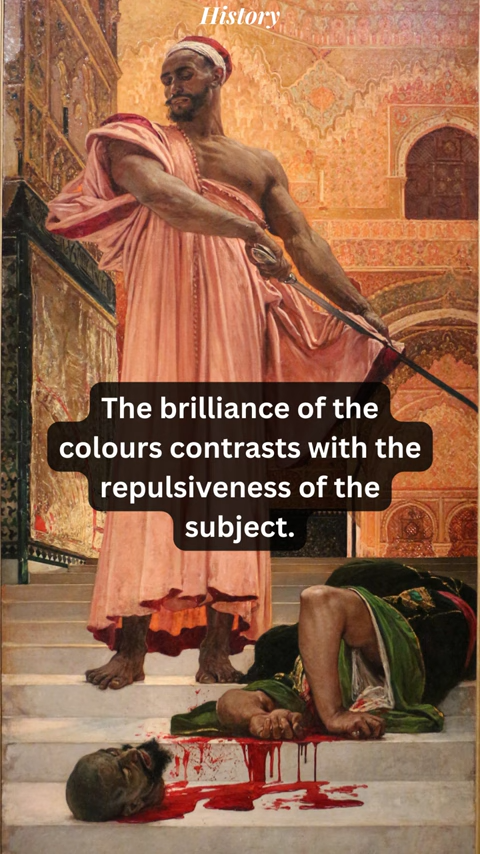 History
The brilliance of the
colours contrasts with the
repulsiveness of the
subject.